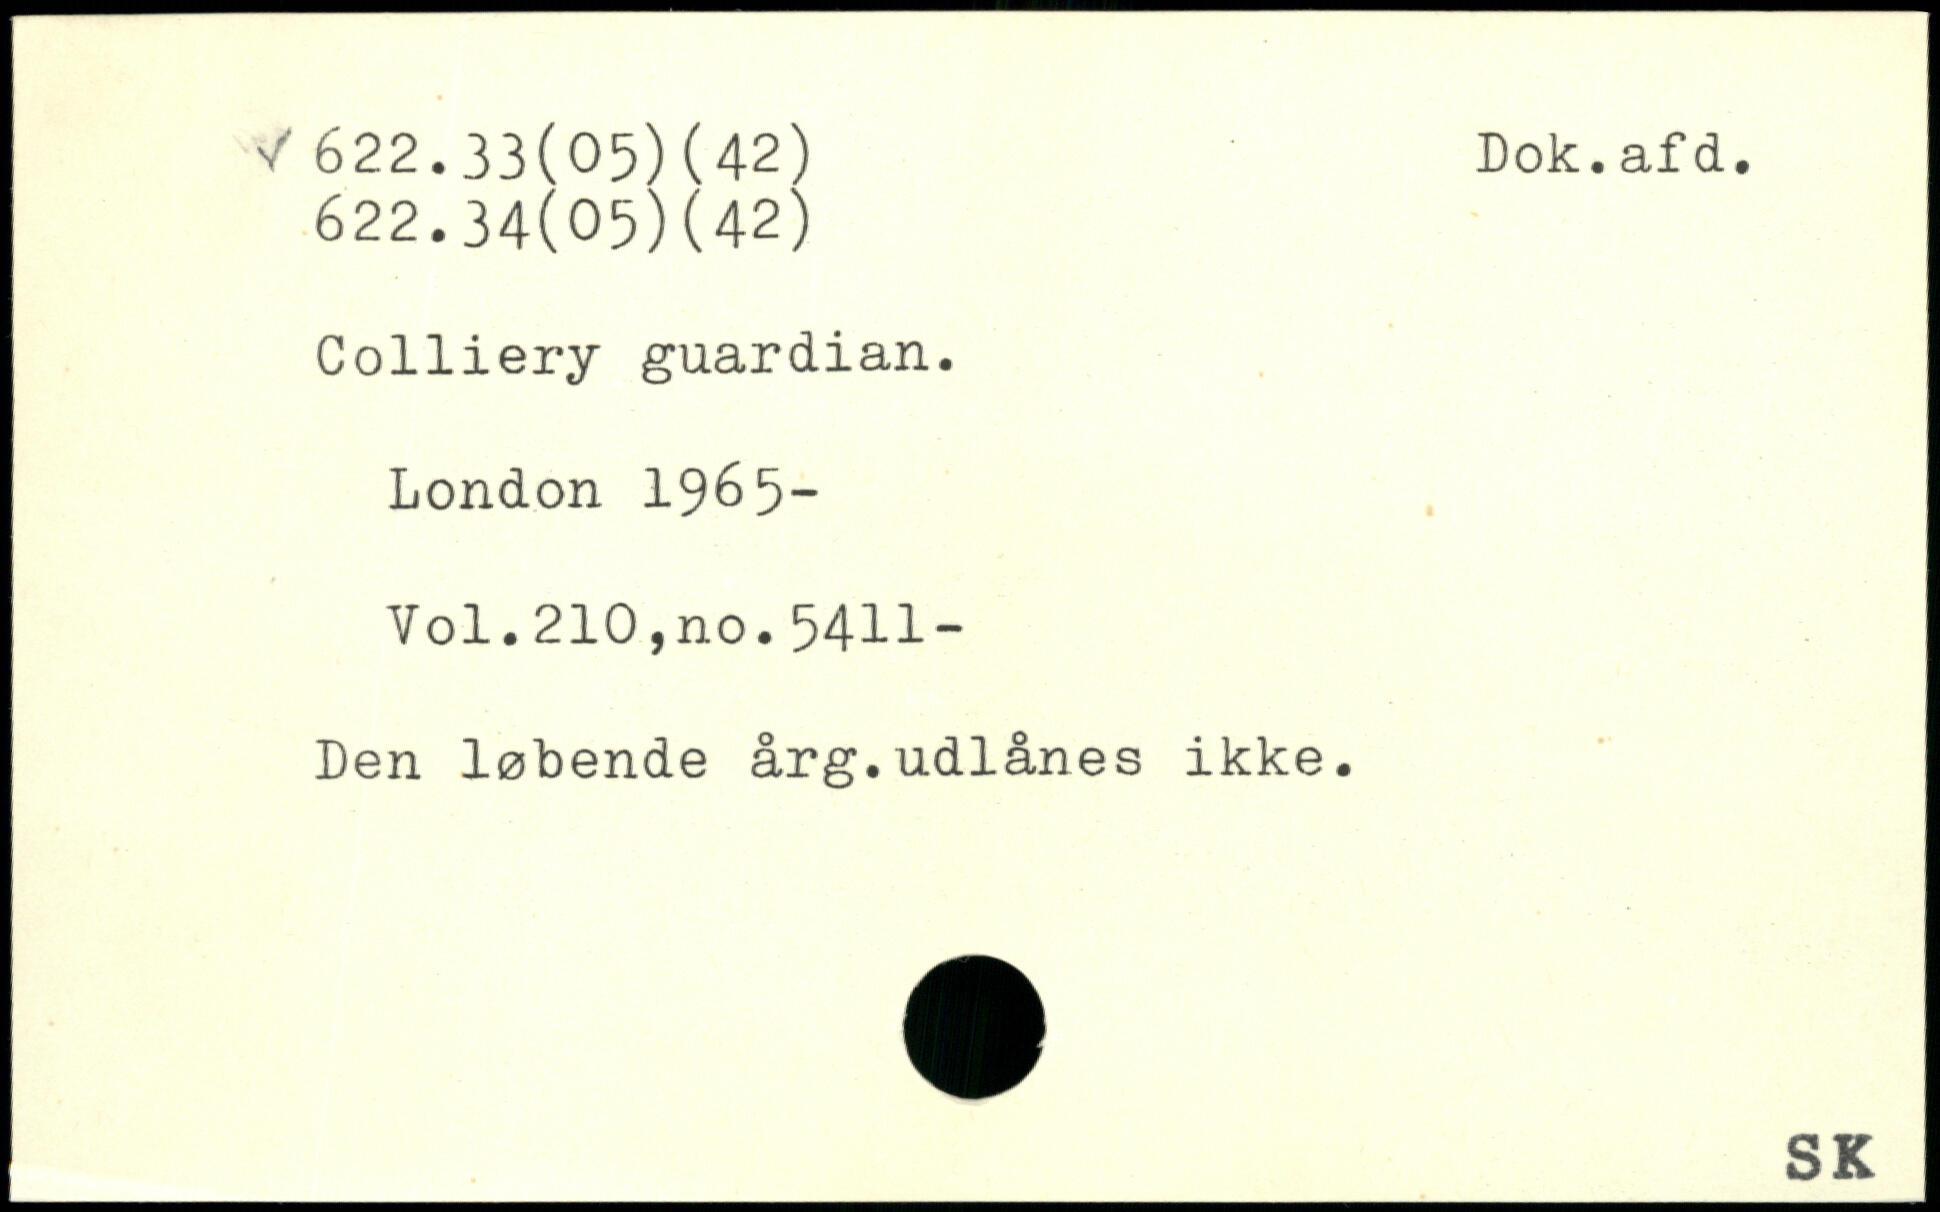 ✓ 622.33(05)(42) Dok.afd.
622.34(05)(42)
Colliery guardian.
London 1965-
Vol.210,no.5411-
Den løbende årg.udlånes ikke.
SK